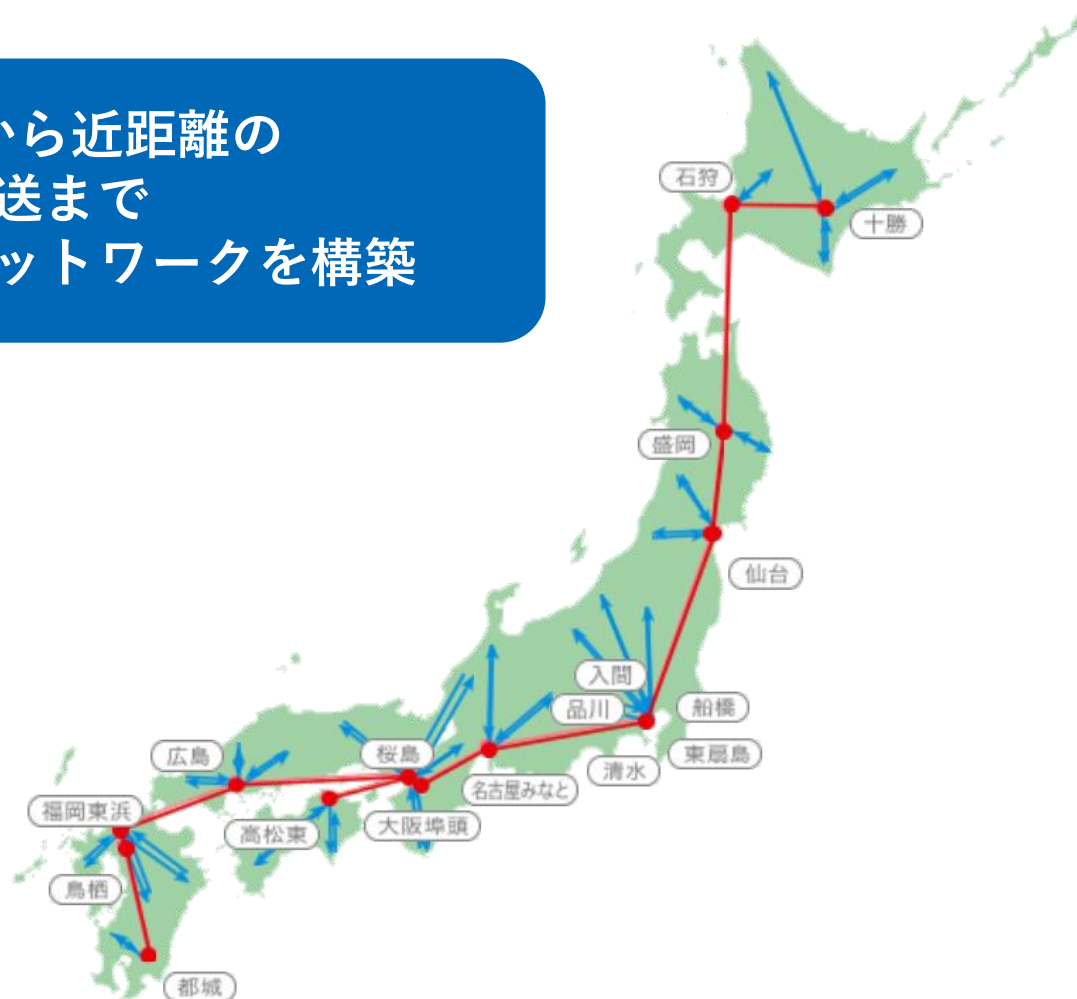 から近距離の
送まで
ットワークを構築
石狩
十勝
盛岡
仙台
入間
品川
船橋
東扇島
清水
名古屋みなと
桜島
大阪埠頭
広島
高松東
福岡東浜
鳥栖
都城